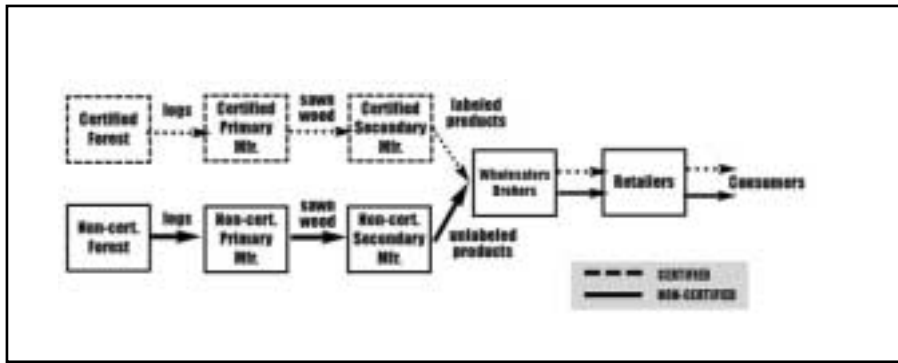 Certified
Forest
logs
Certified
Primary
Mfr.
sawn
wood
Certified
Secondary
Mfr.
labeled
products
Non-cert.
Forest
logs
Non-cert.
Primary
Mfr.
sawn
wood
Non-cert.
Secondary
Mfr.
unlabeled
products
Wholesalers
Brokers
Retailers
Consumers
CERTIFIED
NON-CERTIFIED